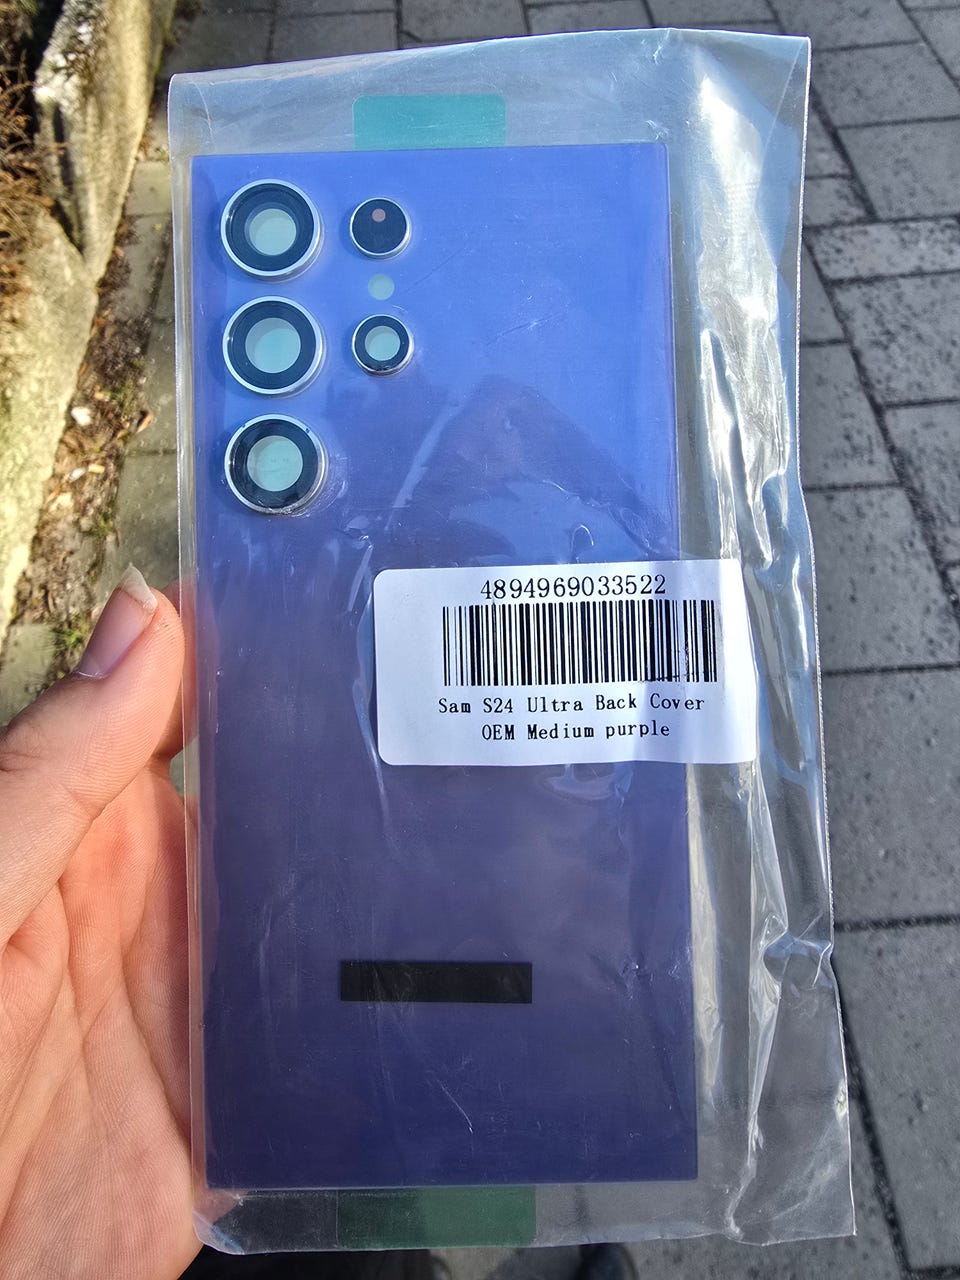 4894969033522
Sam S24 Ultra Back Cover
OEM Medium purple